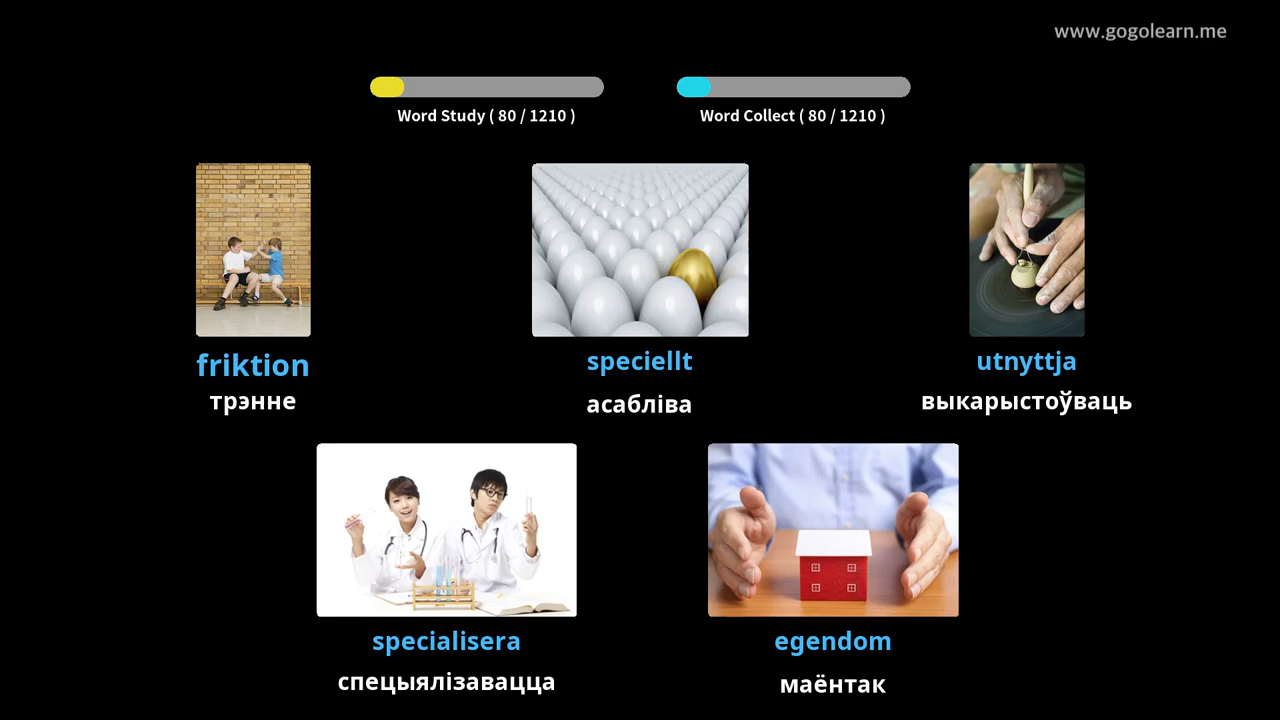 www.gogolearn.me
Word Study ( 80 / 1210 )
Word Collect ( 80 / 1210 )
friktion
трэнне
speciellt
асабліва
utnyttja
выкарыстоўваць
specialisera
спецыялізавацца
egendom
маёнтак